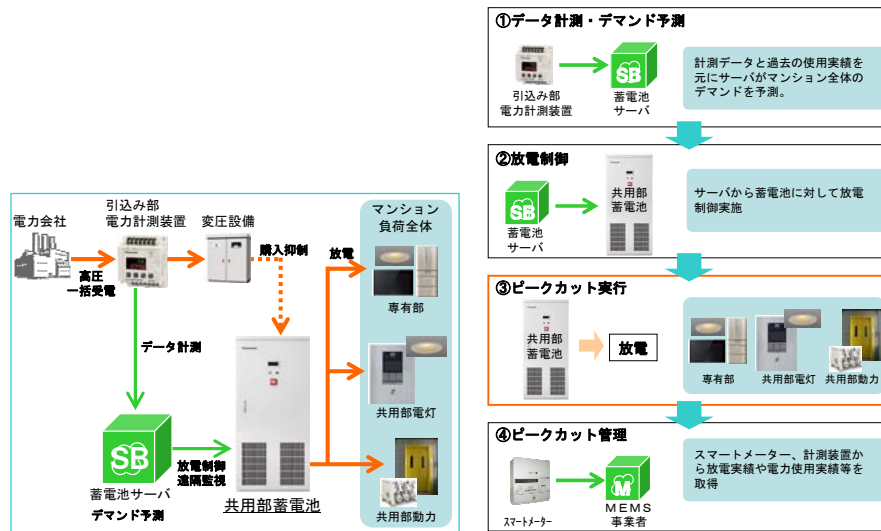 電力会社
引込み部
電力計測装置
変圧設備
高圧
一括受電
購入抑制
放電
マンション
負荷全体
専有部
共用部電灯
共用部動力
データ計測
SB
蓄電池サーバ
デマンド予測
放電制御
遠隔監視
共用部蓄電池
①データ計測・デマンド予測
引込み部
電力計測装置
SB
蓄電池
サーバ
計測データと過去の使用実績を
元にサーバがマンション全体の
デマンドを予測。
②放電制御
SB
蓄電池
サーバ
共用部
蓄電池
サーバから蓄電池に対して放電
制御実施
③ピークカット実行
共用部
蓄電池
放電
専有部
共用部電灯
共用部動力
④ピークカット管理
スマートメーター
M
MEMS
事業者
スマートメーター、計測装置か
ら放電実績や電力使用実績等を
取得